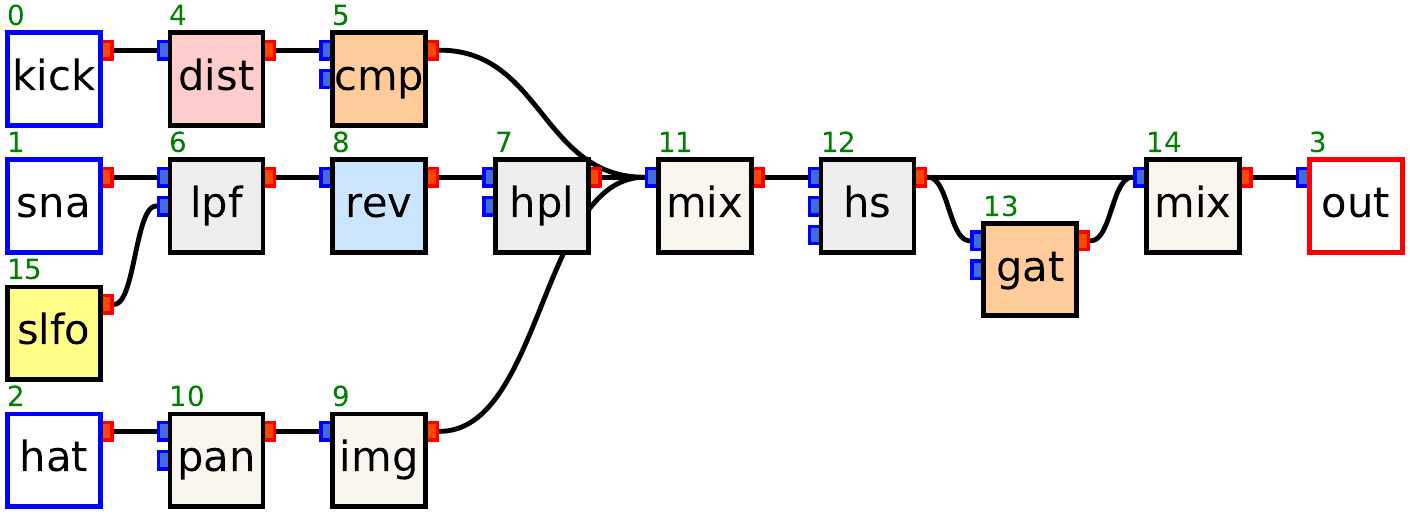 0 4 5
kick dist cmp
1 6 8 7 11 12 14 3
sna lpf rev hpl mix hs mix out
13
gat
15
slfo
2 10 9
hat pan img